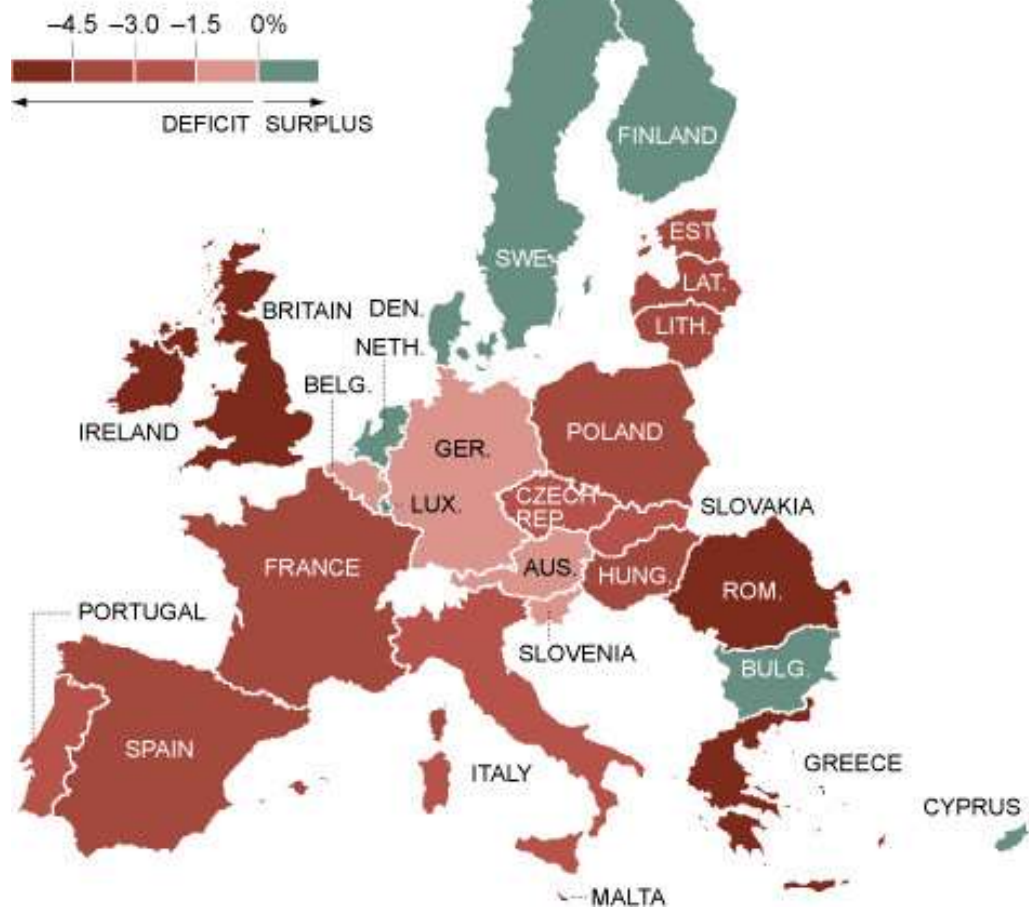 –4.5 –3.0 –1.5 0%
DEFICIT SURPLUS
FINLAND
SWE.
EST.
LAT.
LITH.
BRITAIN
DEN.
NETH.
BELG.
IRELAND
GER.
POLAND
LUX.
CZECH
REP.
SLOVAKIA
FRANCE
AUS.
HUNG.
ROM.
PORTUGAL
SLOVENIA
BULG.
SPAIN
ITALY
GREECE
CYPRUS
MALTA